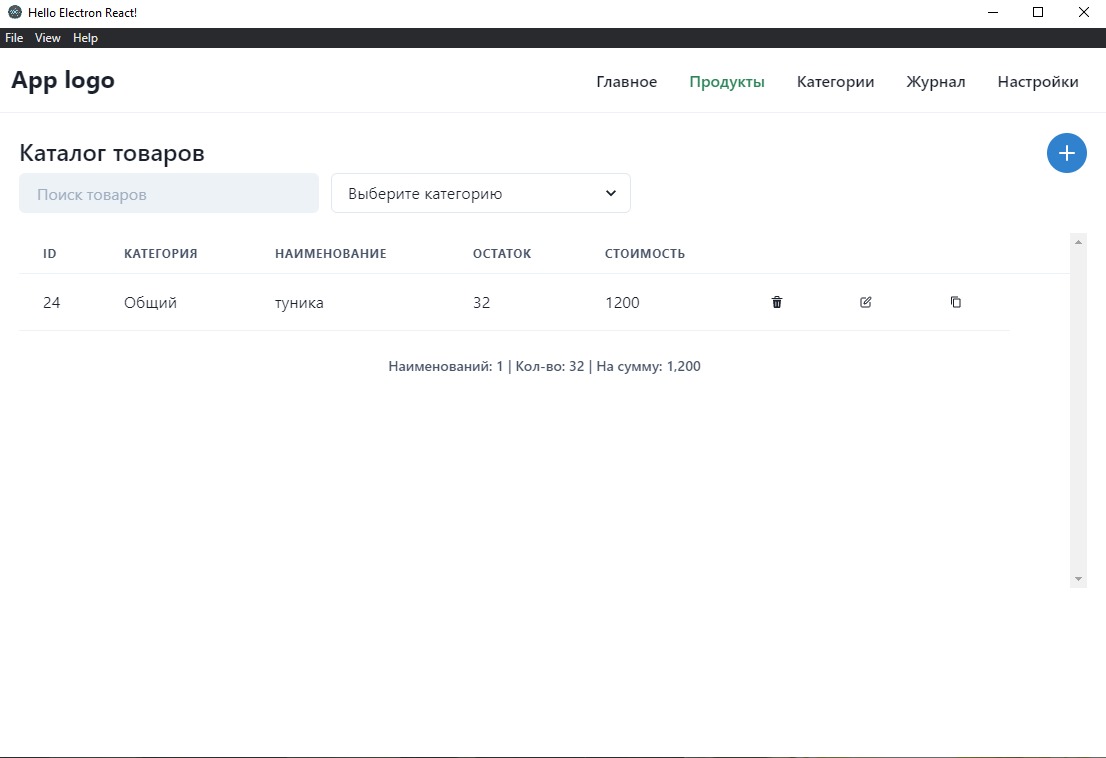 Hello Electron React!
File View Help
App logo
Главное Продукты Категории Журнал Настройки
Каталог товаров
Поиск товаров Выберите категорию
ID КАТЕГОРИЯ НАИМЕНОВАНИЕ ОСТАТОК СТОИМОСТЬ
24 Общий туника 32 1200
Наименований: 1 | Кол-во: 32 | На сумму: 1,200